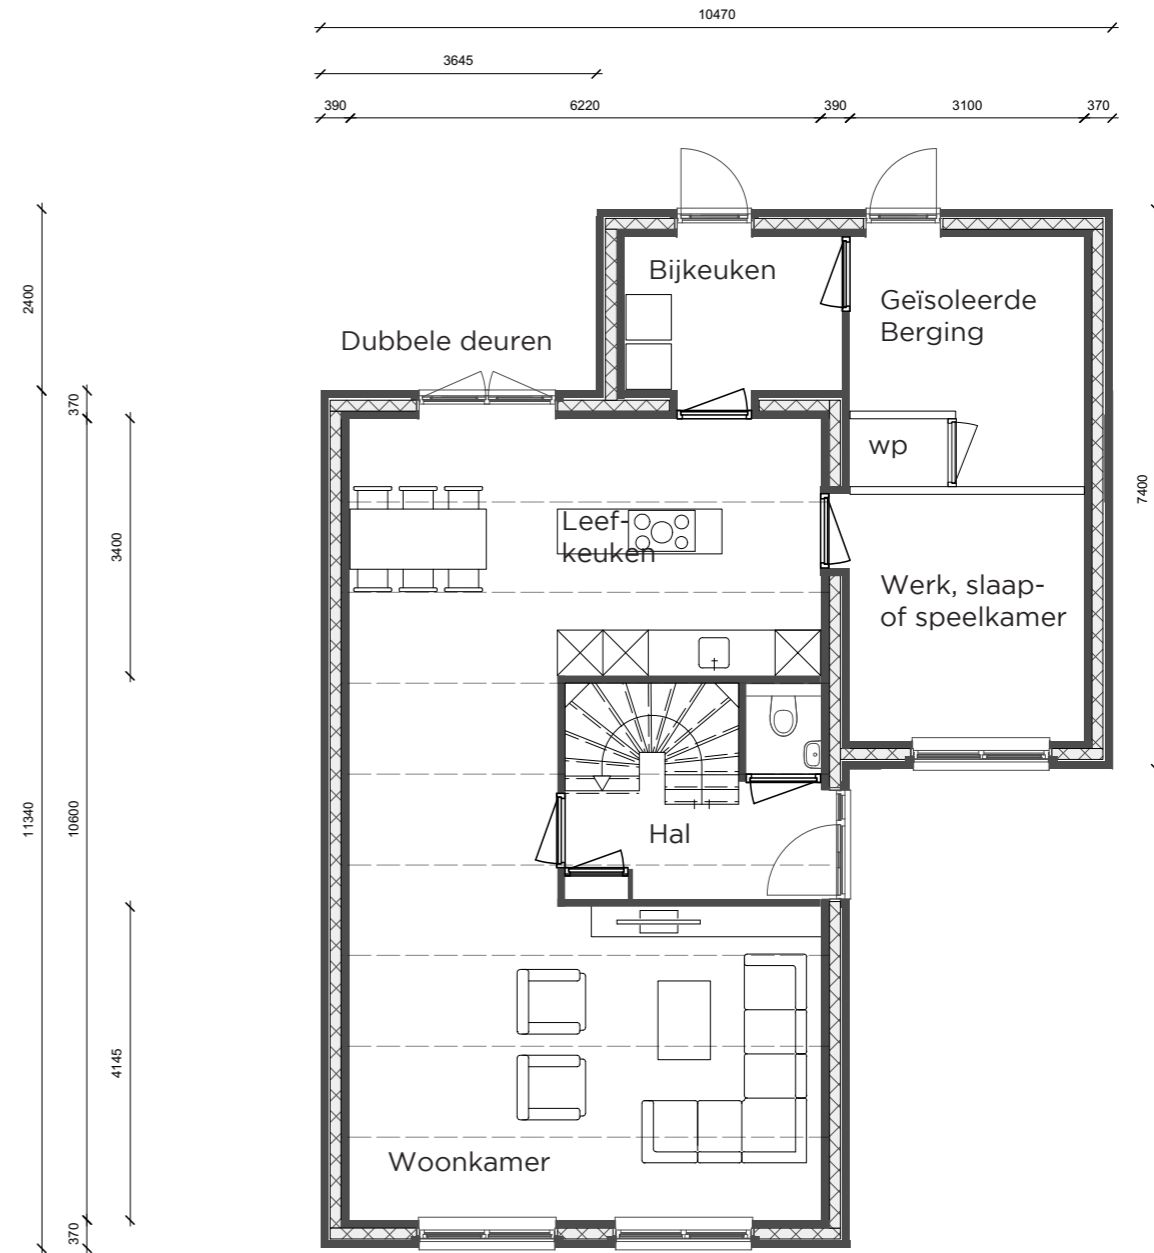 10470
3645
390
6220
390
3100
370
Bijkeuken
Geïsoleerde
Berging
2400
Dubbele deuren
370
wp
7400
Leef-
keuken
3400
Werk, slaap-
of speelkamer
11340
10600
Hal
4145
Woonkamer
370